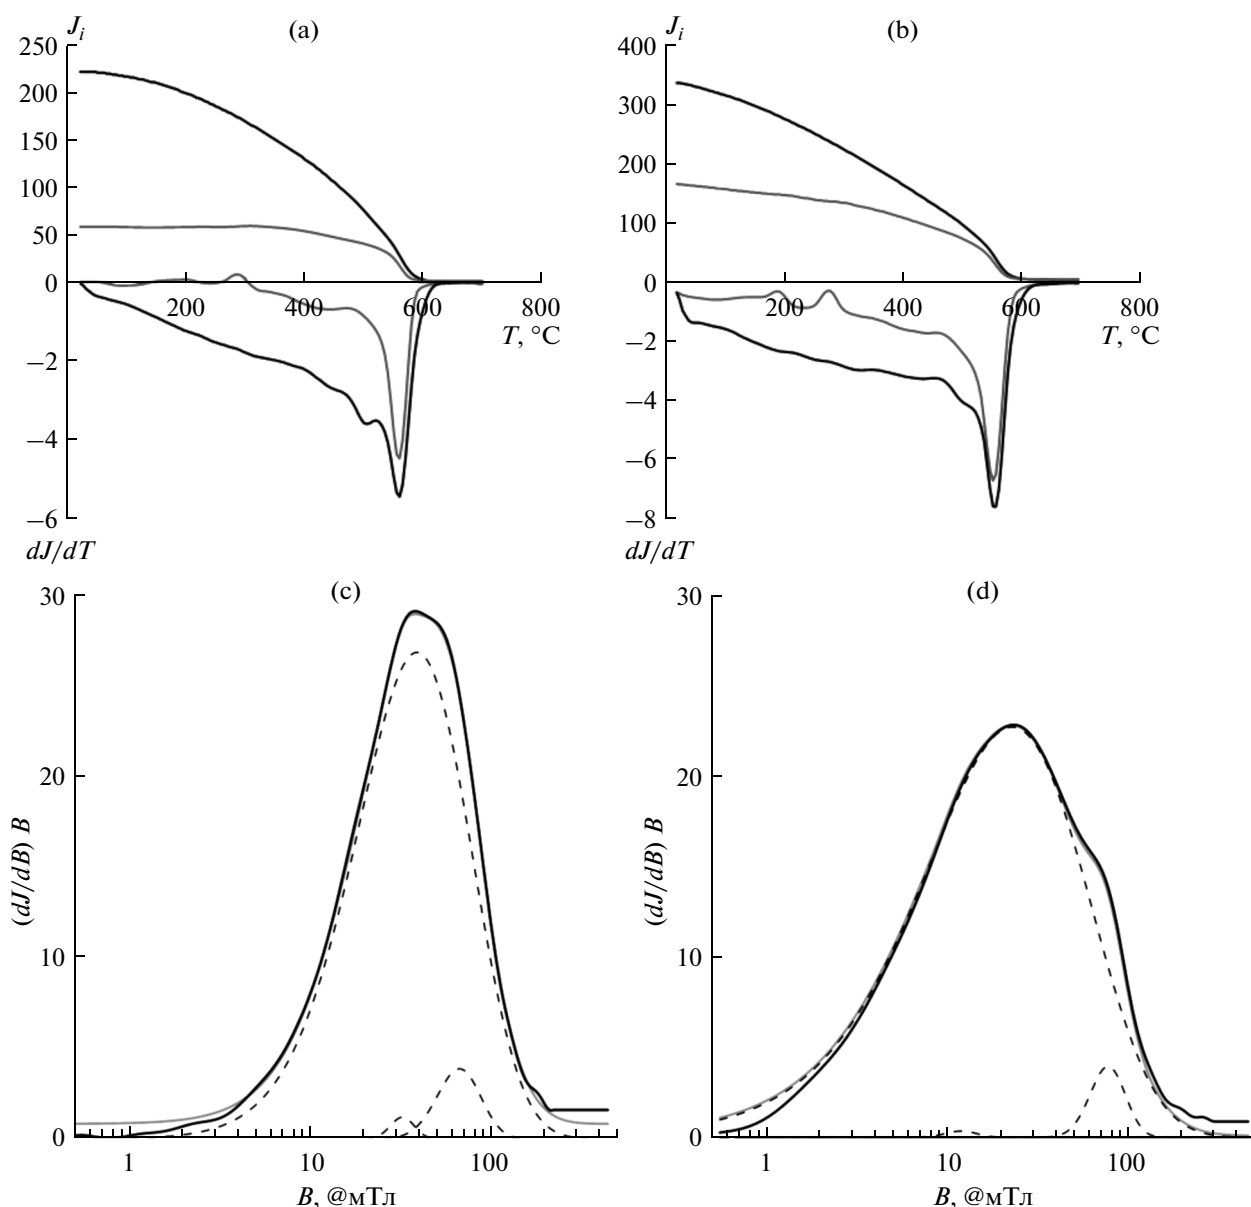 J_i (a) J_i (b)
250 400
200 300
150 200
100 100
50
0 0
200 400 600 800 200 400 600 800
T, °C T, °C
−2 −2
−4 −4
−6
−6 −8
dJ/dT dJ/dT
(c) (d)
30 30
20 20
(dJ/dB) B (dJ/dB) B
10 10
0 0
1 10 100 1 10 100
B, @мТл B, @мТл